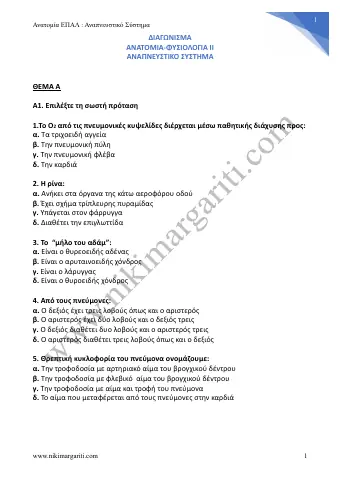 Ανατομία ΕΠΑΛ : Αναπνευστικό Σύστημα
1
ΔΙΑΓΩΝΙΣΜΑ
ΑΝΑΤΟΜΙΑ-ΦΥΣΙΟΛΟΓΙΑ ΙΙ
ΑΝΑΠΝΕΥΣΤΙΚΟ ΣΥΣΤΗΜΑ
ΘΕΜΑ Α
Α1. Επιλέξτε τη σωστή πρόταση
1.Το Ο₂ από τις πνευμονικές κυψελίδες διέρχεται μέσω παθητικής διάχυσης προς:
α. Τα τριχοειδή αγγεία
β. Την πνευμονική πύλη
γ. Την πνευμονική φλέβα
δ. Την καρδιά
2. Η ρίνα:
α. Ανήκει στα όργανα της κάτω αεροφόρου οδού
β. Έχει σχήμα τρίπλευρης πυραμίδας
γ. Υπάγεται στον φάρρυγγα
δ. Διαθέτει την επιγλωττίδα
3. Το “μήλο του αδάμ”:
α. Είναι ο θυρεοειδής αδένας
β. Είναι ο αρυταινοειδής χόνδρος
γ. Είναι ο λάρυγγας
δ. Είναι ο θυροειδής χόνδρος
4. Από τους πνεύμονες:
α. Ο δεξιός έχει τρεις λοβούς όπως και ο αριστερός
β. Ο αριστερός έχει δύο λοβούς και ο δεξιός τρεις
γ. Ο δεξιός διαθέτει δυο λοβούς και ο αριστερός τρεις
δ. Ο αριστερός διαθέτει τρεις λοβούς όπως και ο δεξιός
5. Θρεπτική κυκλοφορία του πνεύμονα ονομάζουμε:
α. Την τροφοδοσία με αρτηριακό αίμα του βρογχικού δέντρου
β. Την τροφοδοσία με φλεβικό αίμα του βρογχικού δέντρου
γ. Την τροφοδοσία με αίμα και τροφή του πνεύμονα
δ. Το αίμα που μεταφέρεται από τους πνεύμονες στην καρδιά
www.nikimargariti.com
www.nikimargariti.com
1